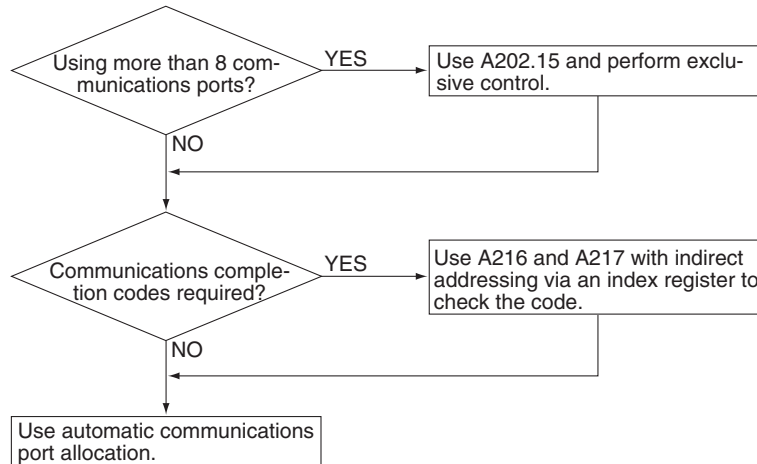 Using more than 8 com-
munications ports?
YES
Use A202.15 and perform exclu-
sive control.
NO
Communications comple-
tion codes required?
YES
Use A216 and A217 with indirect
addressing via an index register to
check the code.
NO
Use automatic communications
port allocation.